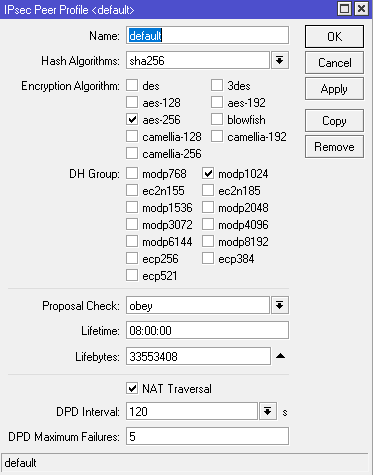 IPsec Peer Profile <default>
Name: default OK
Hash Algorithms: sha256 Cancel
Encryption Algorithm: des 3des Apply
aes-128 aes-192
aes-256 blowfish Copy
camellia-128 camellia-192
camellia-256 Remove
DH Group: modp768 modp1024
ec2n155 ec2n185
modp1536 modp2048
modp3072 modp4096
modp6144 modp8192
ecp256 ecp384
ecp521
Proposal Check: obey
Lifetime: 08:00:00
Lifebytes: 33553408
NAT Traversal
DPD Interval: 120 s
DPD Maximum Failures: 5
default